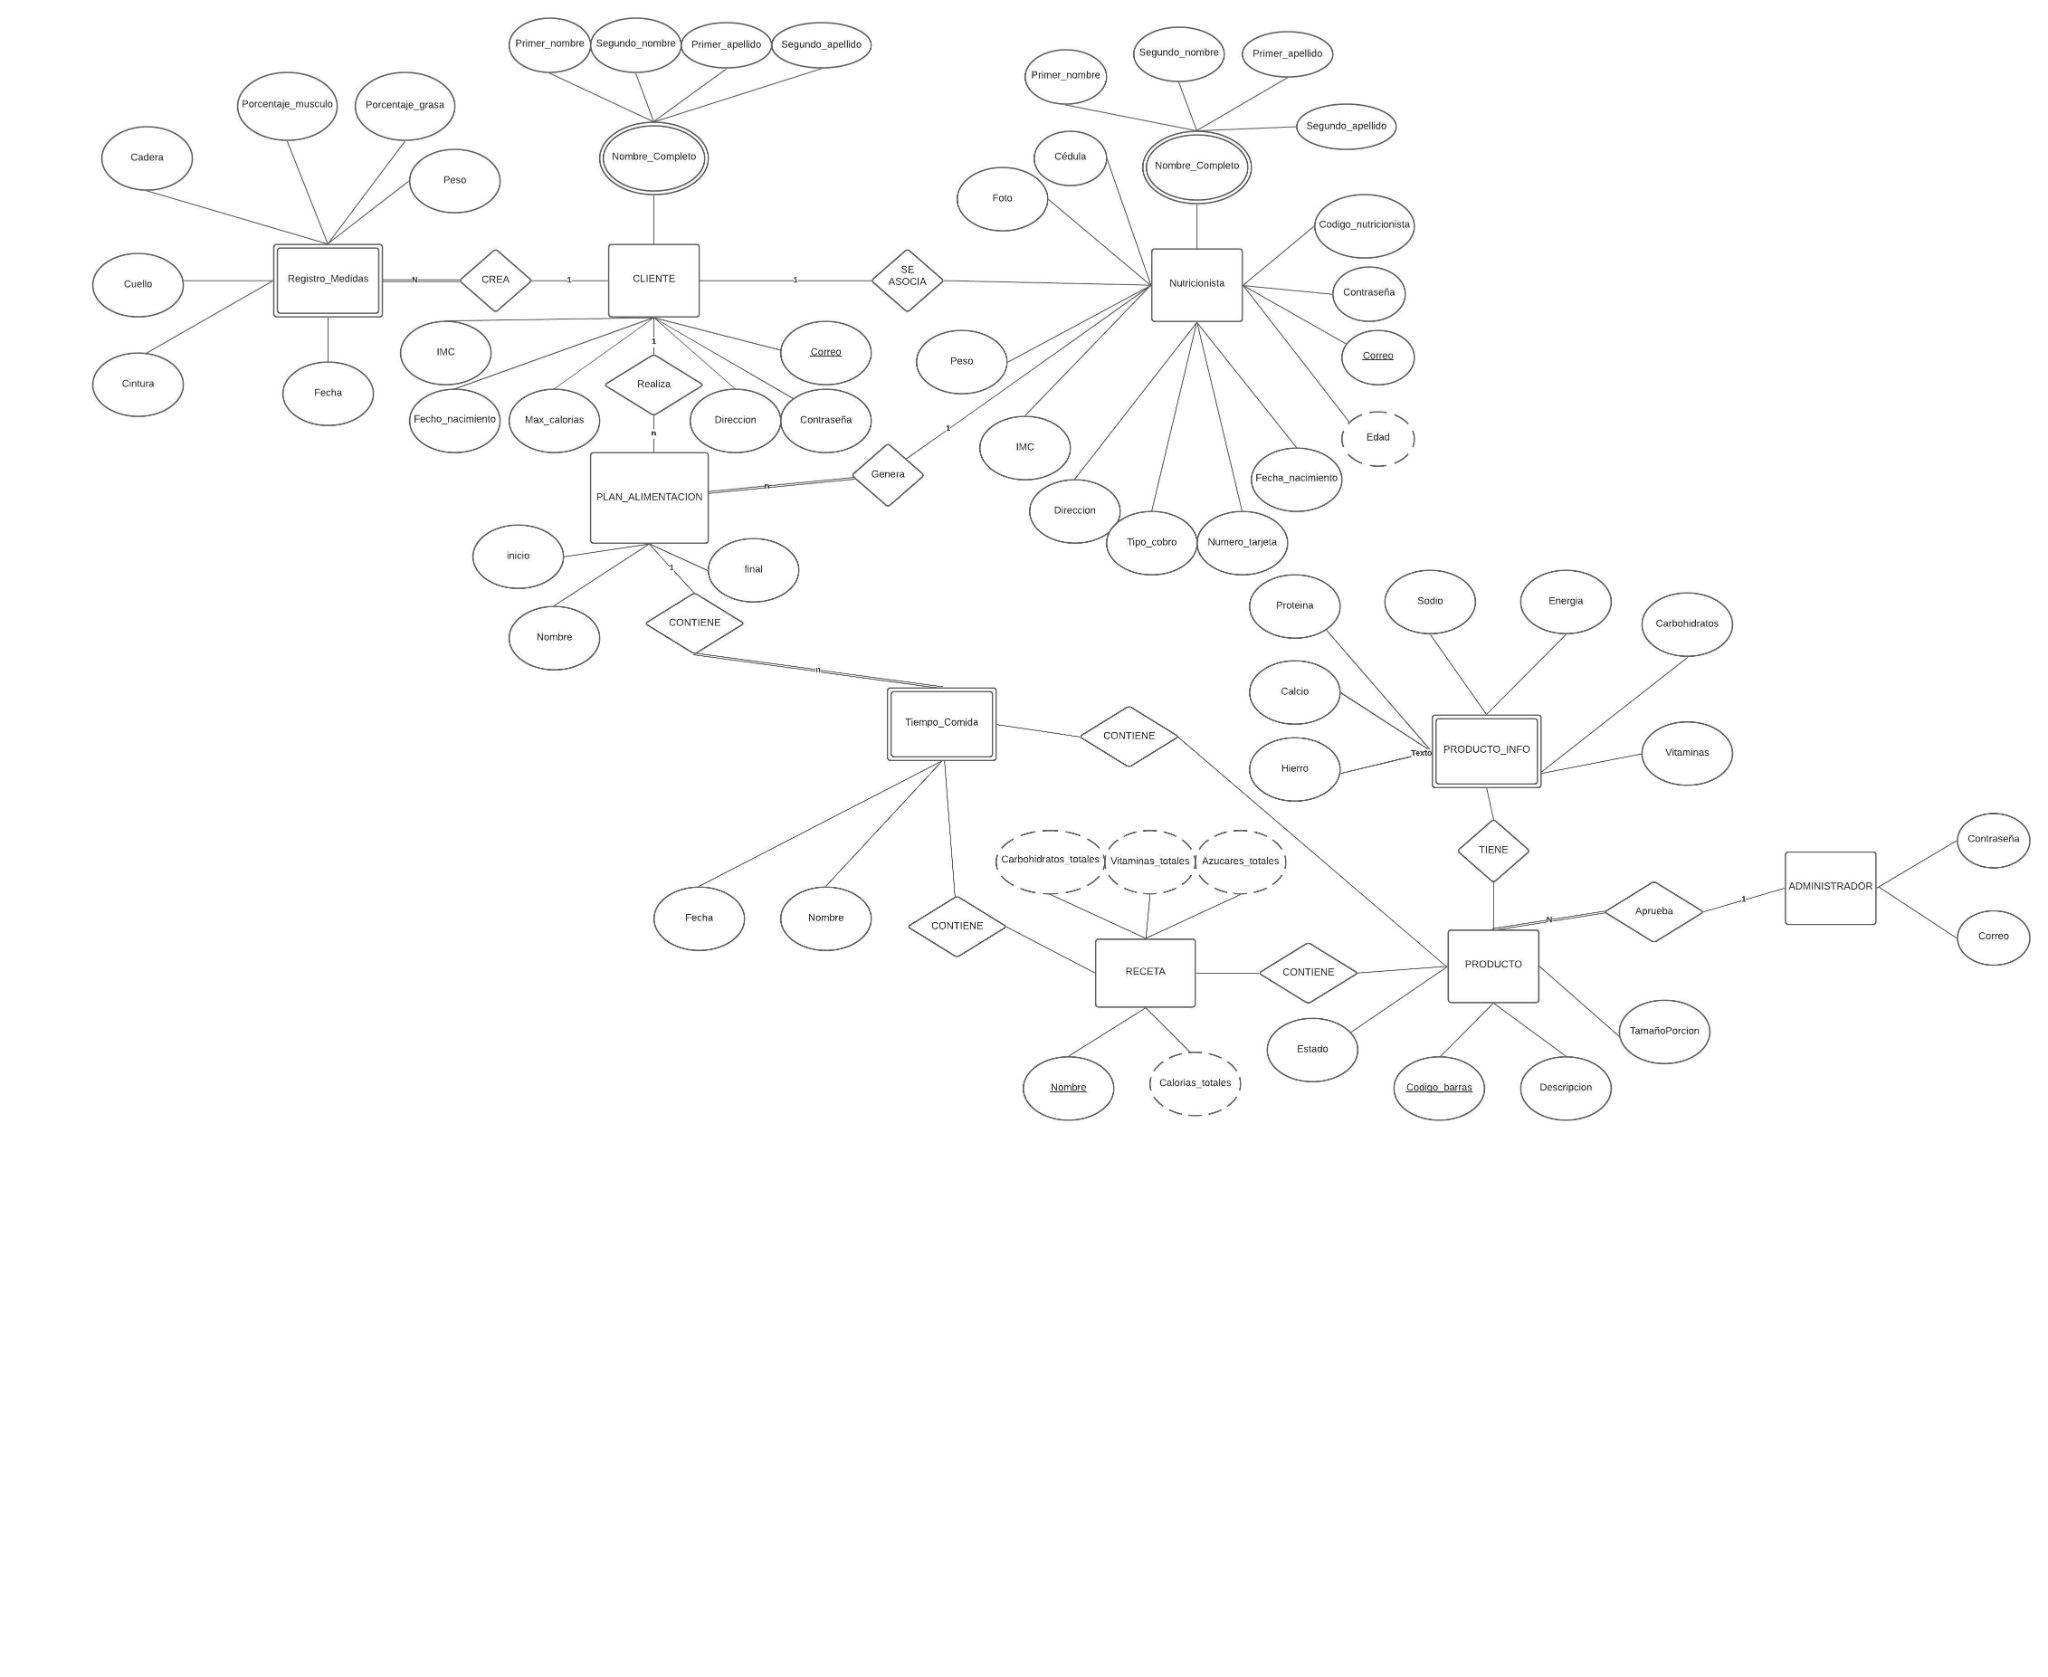 Primer_nombre
Segundo_nombre
Primer_apellido
Segundo_apellido
Primer_nombre
Segundo_nombre
Primer_apellido
Segundo_apellido
Porcentaje_musculo
Porcentaje_grasa
Cadera
Peso
Nombre_Completo
Cédula
Nombre_Completo
Foto
Codigo_nutricionista
Registro_Medidas
N
CREA
1
CLIENTE
1
SE
ASOCIA
Nutricionista
Contraseña
Cuello
Cintura
Fecha
IMC
1
Correo
Peso
Correo
Realiza
Fecho_nacimiento
Max_calorias
Direccion
Contraseña
n
1
IMC
Edad
PLAN_ALIMENTACION
n
Genera
Fecha_nacimiento
Direccion
Tipo_cobro
Numero_tarjeta
inicio
1
final
Nombre
CONTIENE
n
Proteina
Sodio
Energia
Carbohidratos
Tiempo_Comida
CONTIENE
Calcio
Hierro
Texto
PRODUCTO_INFO
Vitaminas
TIENE
Carbohidratos_totales
Vitaminas_totales
Azucares_totales
Contraseña
ADMINISTRADOR
Fecha
Nombre
CONTIENE
N
Aprueba
1
Correo
RECETA
CONTIENE
PRODUCTO
Estado
TamañoPorcion
Nombre
Calorias_totales
Codigo_barras
Descripcion